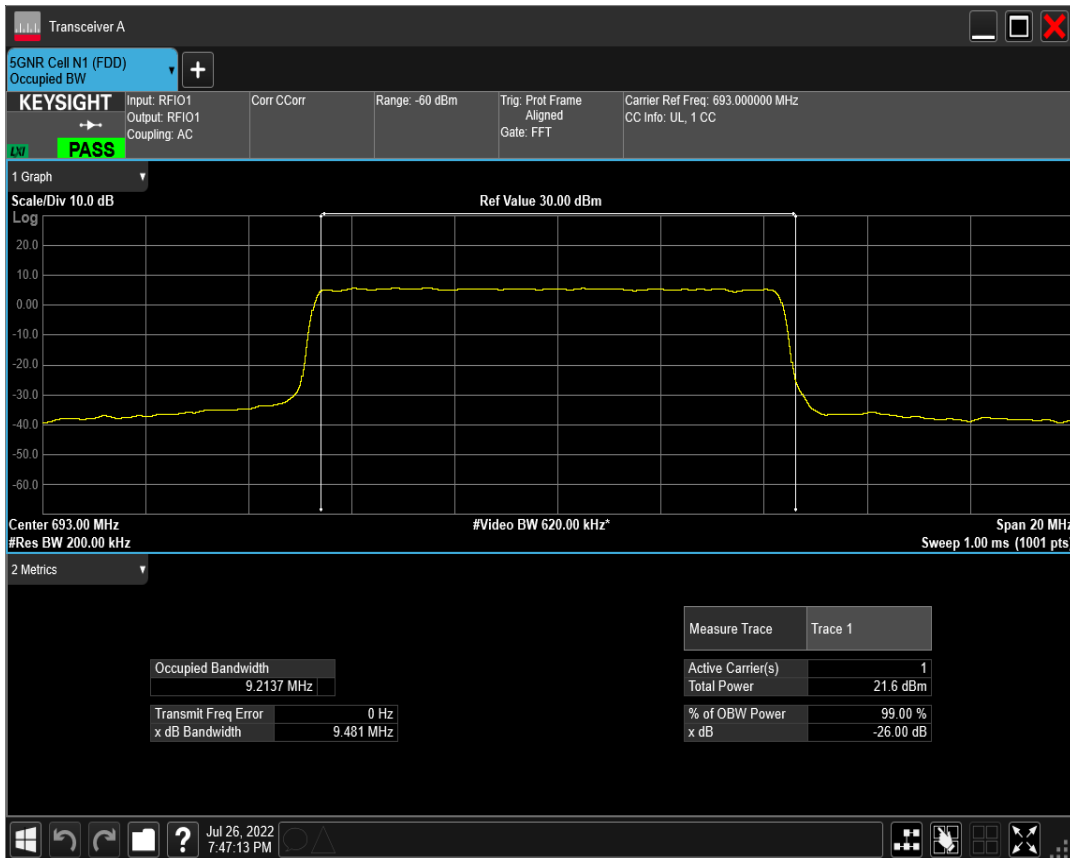 Transceiver A
5GNR Cell N1 (FDD)
Occupied BW
+
KEYSIGHT
LXI
PASS
Input: RFIO1
Output: RFIO1
Coupling: AC
Corr CCorr
Range: -60 dBm
Trig: Prot Frame
Aligned
Gate: FFT
Carrier Ref Freq: 693.000000 MHz
CC Info: UL, 1 CC
1 Graph
Scale/Div 10.0 dB
Ref Value 30.00 dBm
Log
20.0
10.0
0.00
-10.0
-20.0
-30.0
-40.0
-50.0
-60.0
Center 693.00 MHz
#Video BW 620.00 kHz*
Span 20 MHz
#Res BW 200.00 kHz
Sweep 1.00 ms (1001 pts)
2 Metrics
Measure Trace Trace 1
Occupied Bandwidth
9.2137 MHz
Active Carrier(s) 1
Total Power 21.6 dBm
Transmit Freq Error 0 Hz
x dB Bandwidth 9.481 MHz
% of OBW Power 99.00 %
x dB -26.00 dB
?
Jul 26, 2022
7:47:13 PM